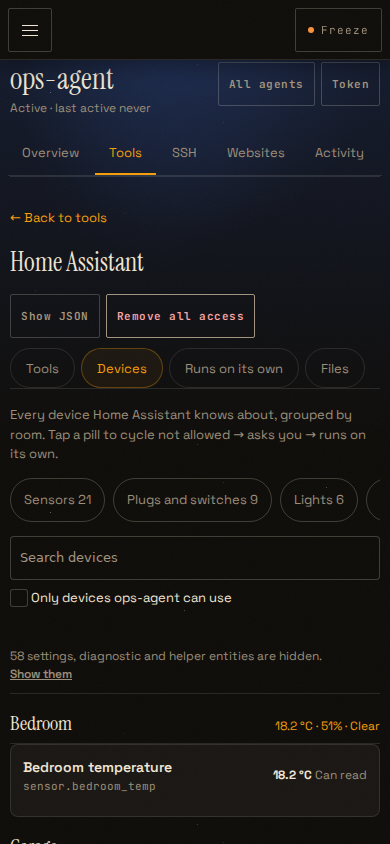 Freeze
ops-agent
Active · last active never
All agents
Token
Overview
Tools
SSH
Websites
Activity
← Back to tools
Home Assistant
Show JSON
Remove all access
Tools
Devices
Runs on its own
Files
Every device Home Assistant knows about, grouped by
room. Tap a pill to cycle not allowed → asks you → runs on
its own.
Sensors 21
Plugs and switches 9
Lights 6
Search devices
Only devices ops-agent can use
58 settings, diagnostic and helper entities are hidden.
Show them
Bedroom
18.2 °C · 51% · Clear
Bedroom temperature
18.2 °C Can read
sensor.bedroom_temp